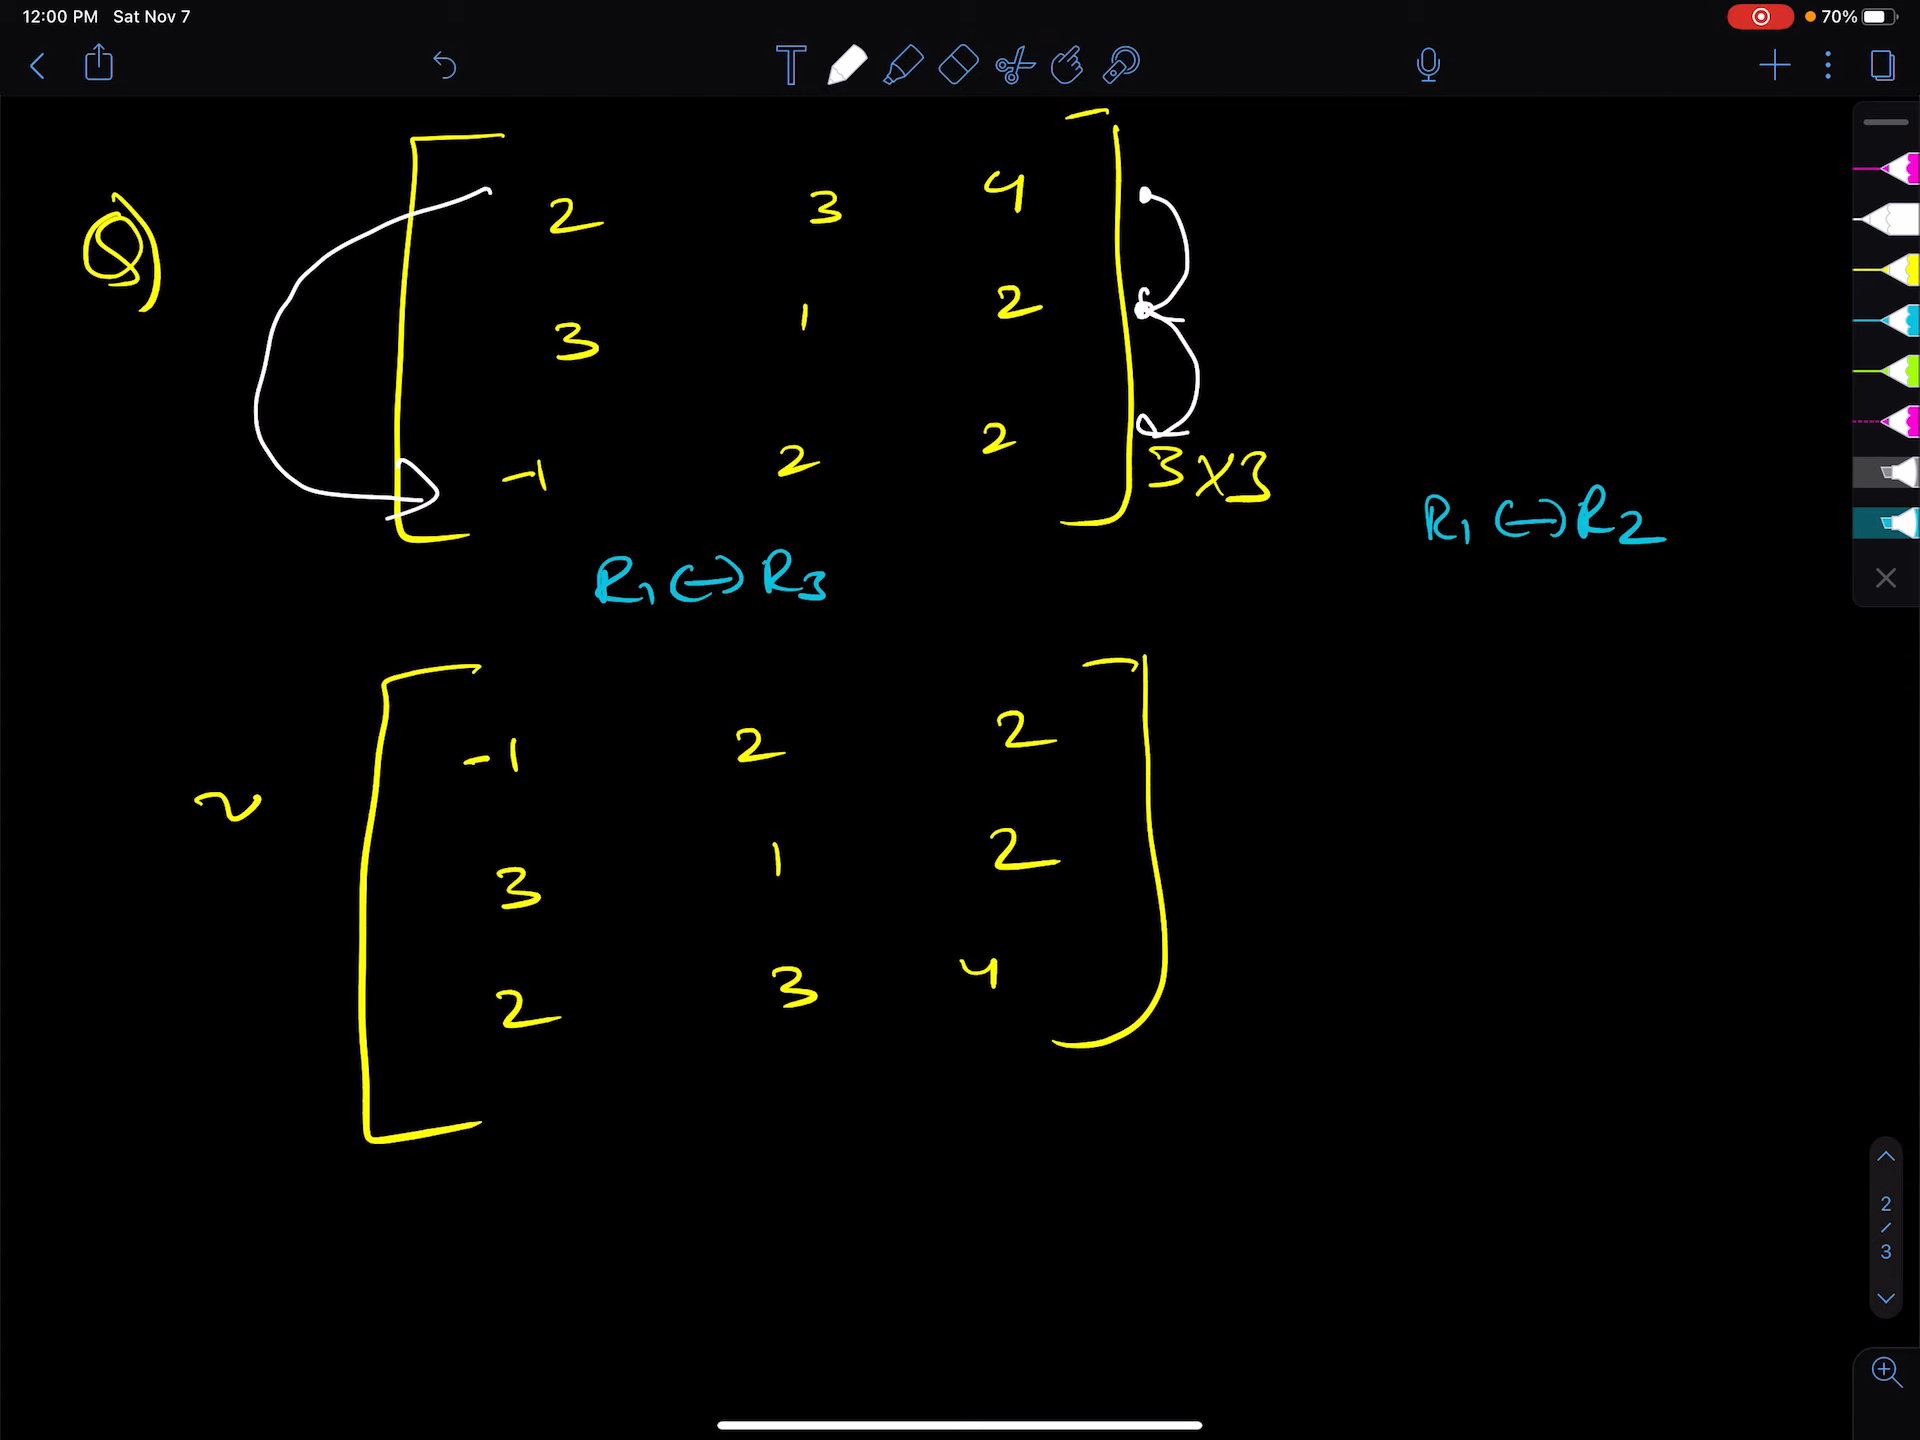 12:00 PM Sat Nov 7
70%
T
Q)
2 3 4
3 1 2
-1 2 2
3x3
R1 ↔ R2
R1 ↔ R3
~
-1 2 2
3 1 2
2 3 4
2
/
3